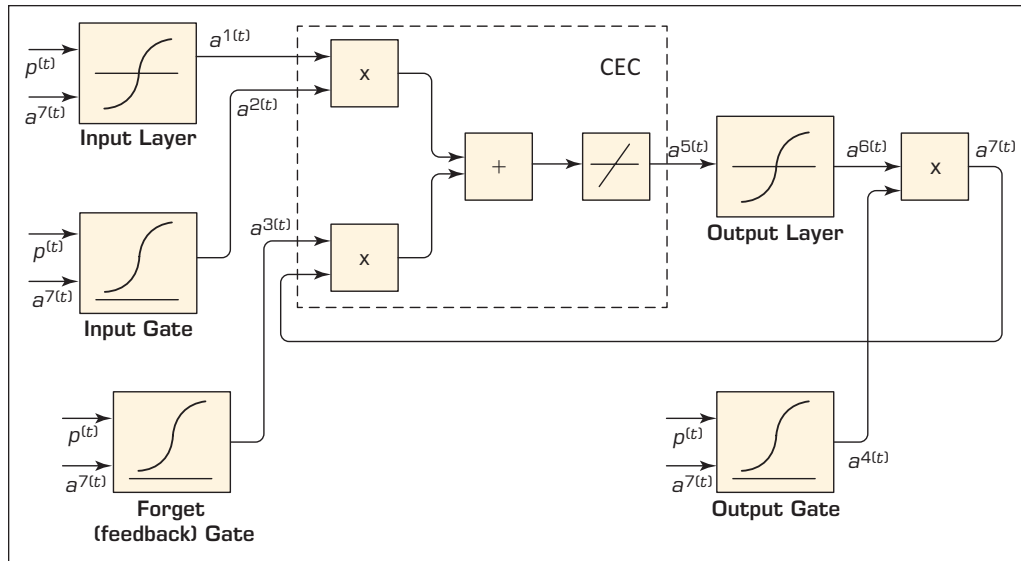 p(t)
a7(t)
Input Layer
a1(t)
a2(t)
x
CEC
p(t)
a7(t)
Input Gate
a3(t)
x
+
a5(t)
Output Layer
a6(t)
x
a7(t)
p(t)
a7(t)
Forget
(feedback) Gate
p(t)
a7(t)
Output Gate
a4(t)